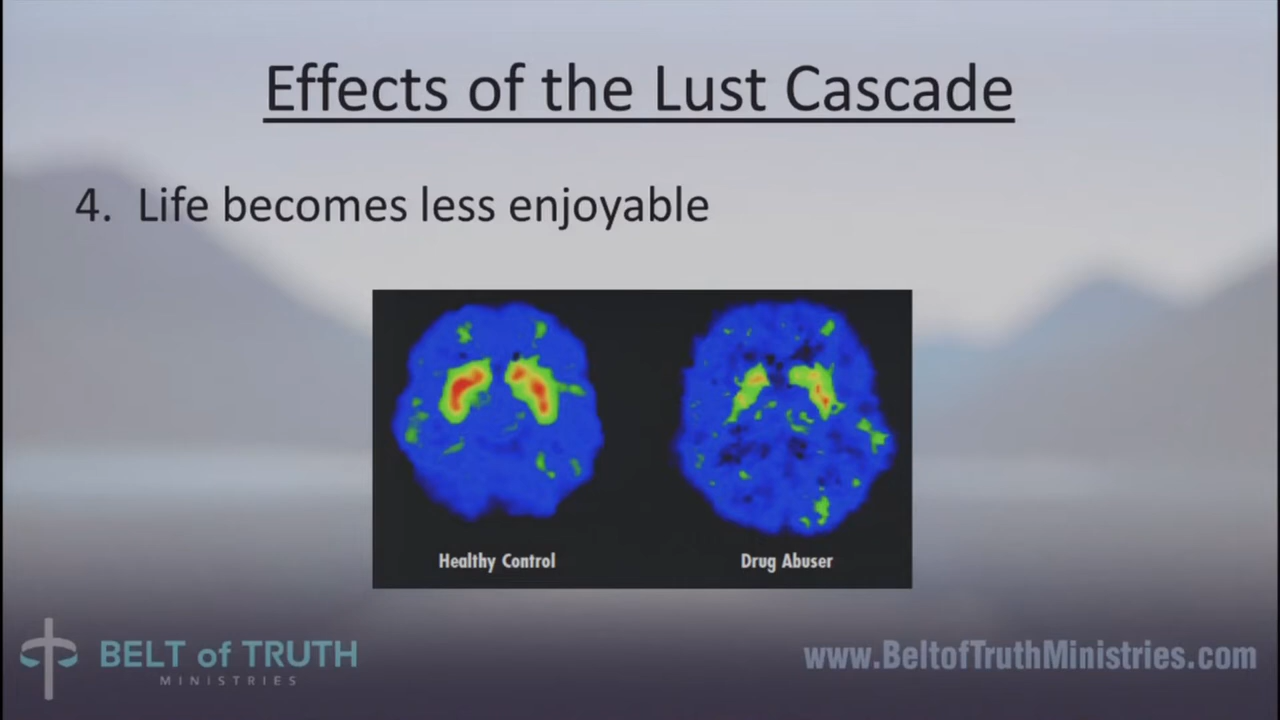 Effects of the Lust Cascade
4. Life becomes less enjoyable
Healthy Control
Drug Abuser
BELT of TRUTH
MINISTRIES
www.BeltofTruthMinistries.com